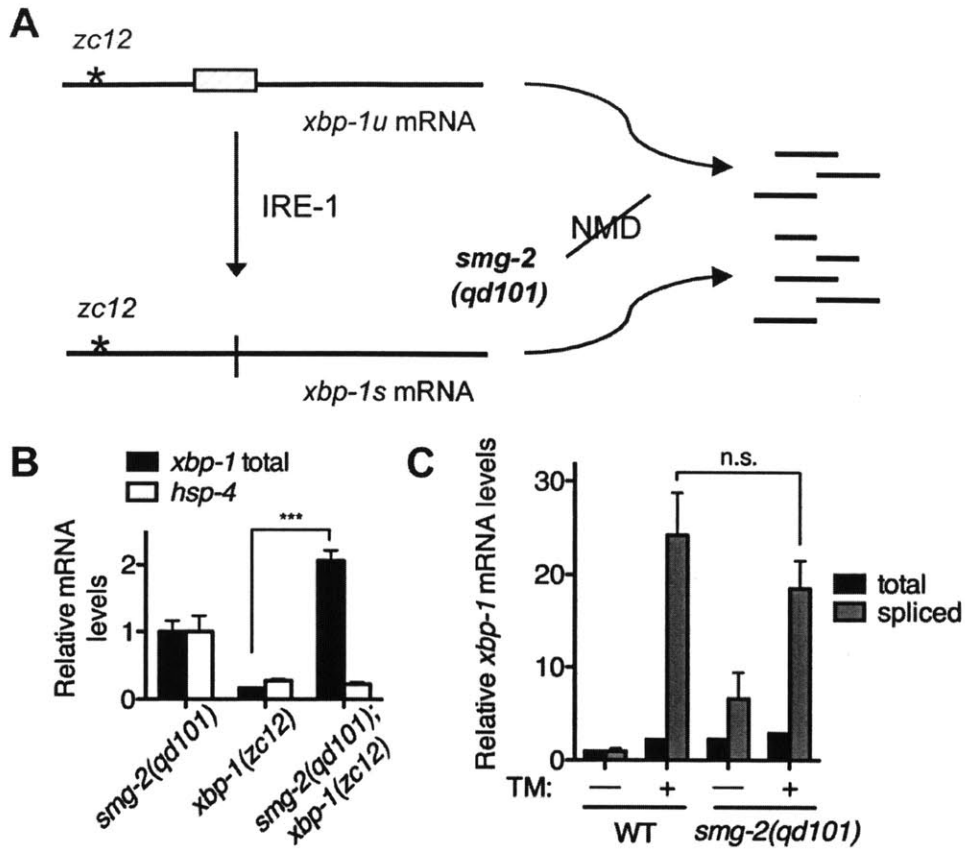 A
zc12
*
xbp-1u mRNA
IRE-1
NMD
smg-2
(qd101)
zc12
*
xbp-1s mRNA
B
xbp-1 total
hsp-4
***
Relative mRNA
levels
2
1
0
smg-2(qd101)
xbp-1(zc12)
smg-2(qd101);
xbp-1(zc12)
C
n.s.
Relative xbp-1 mRNA levels
30
20
10
0
total
spliced
TM: — + — +
WT smg-2(qd101)